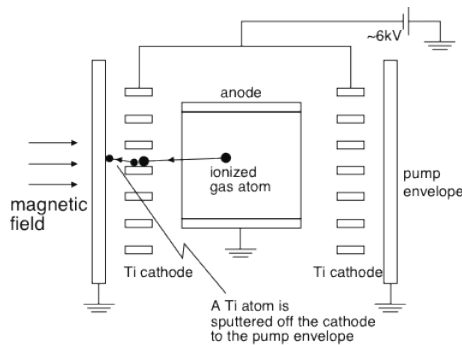 ~6kV
anode
ionized
gas atom
pump
envelope
magnetic
field
Ti cathode
Ti cathode
A Ti atom is
sputtered off the cathode
to the pump envelope